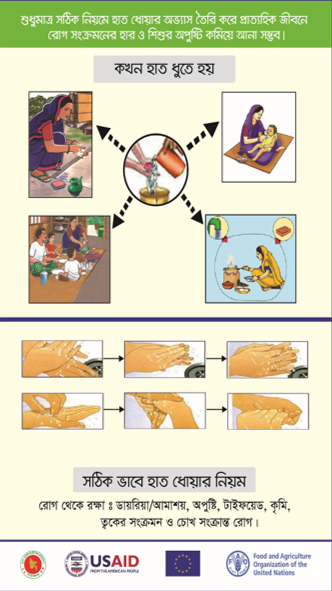 শুধুমাত্র সঠিক নিয়মে হাত ধোয়ার অভ্যাস তৈরি করে প্রাত্যহিক জীবনে
রোগ সংক্রমনের হার ও শিশুর অপুষ্টি কমিয়ে আনা সম্ভব।
কখন হাত ধুতে হয়
সঠিক ভাবে হাত ধোয়ার নিয়ম
রোগ থেকে রক্ষা ঃ ডায়রিয়া/আমাশয়, অপুষ্টি, টাইফয়েড, কৃমি,
ত্বকের সংক্রমন ও চোখ সংক্রান্ত রোগ।
USAID
FROM THE AMERICAN PEOPLE
Food and Agriculture
Organization of the
United Nations